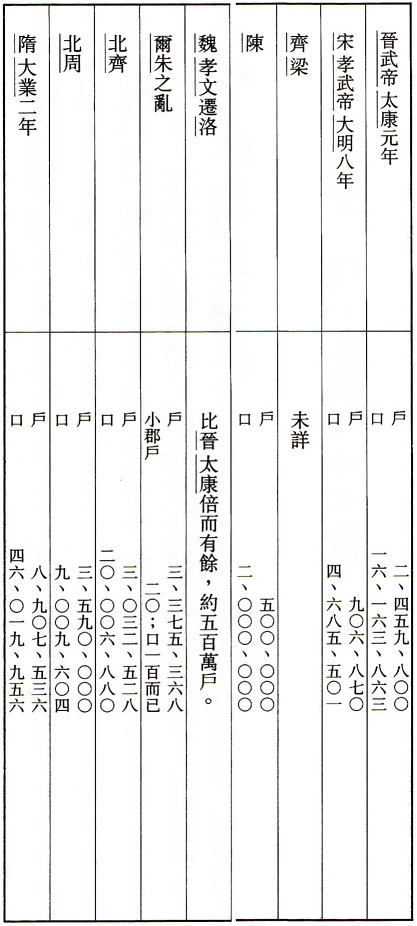 晉武帝太康元年
戶 二、四五九、八〇〇
口 一六、一六三、八六三
宋孝武帝大明八年
戶 九〇六、八七〇
口 四、六八五、五〇一
齊梁
未詳
陳
戶 五〇〇、〇〇〇
口 二、〇〇〇、〇〇〇
魏孝文遷洛
比晉太康倍而有餘，約五百萬戶。
爾朱之亂
戶 三、三七五、三六八
小郡戶 二〇；口一百而已
北齊
戶 三、〇三二、五二八
口 二〇、〇〇六、八八〇
北周
戶 三、五九〇、〇〇〇
口 九、〇〇九、六〇四
隋大業二年
戶 八、九〇七、五三六
口 四六、〇一九、九五六